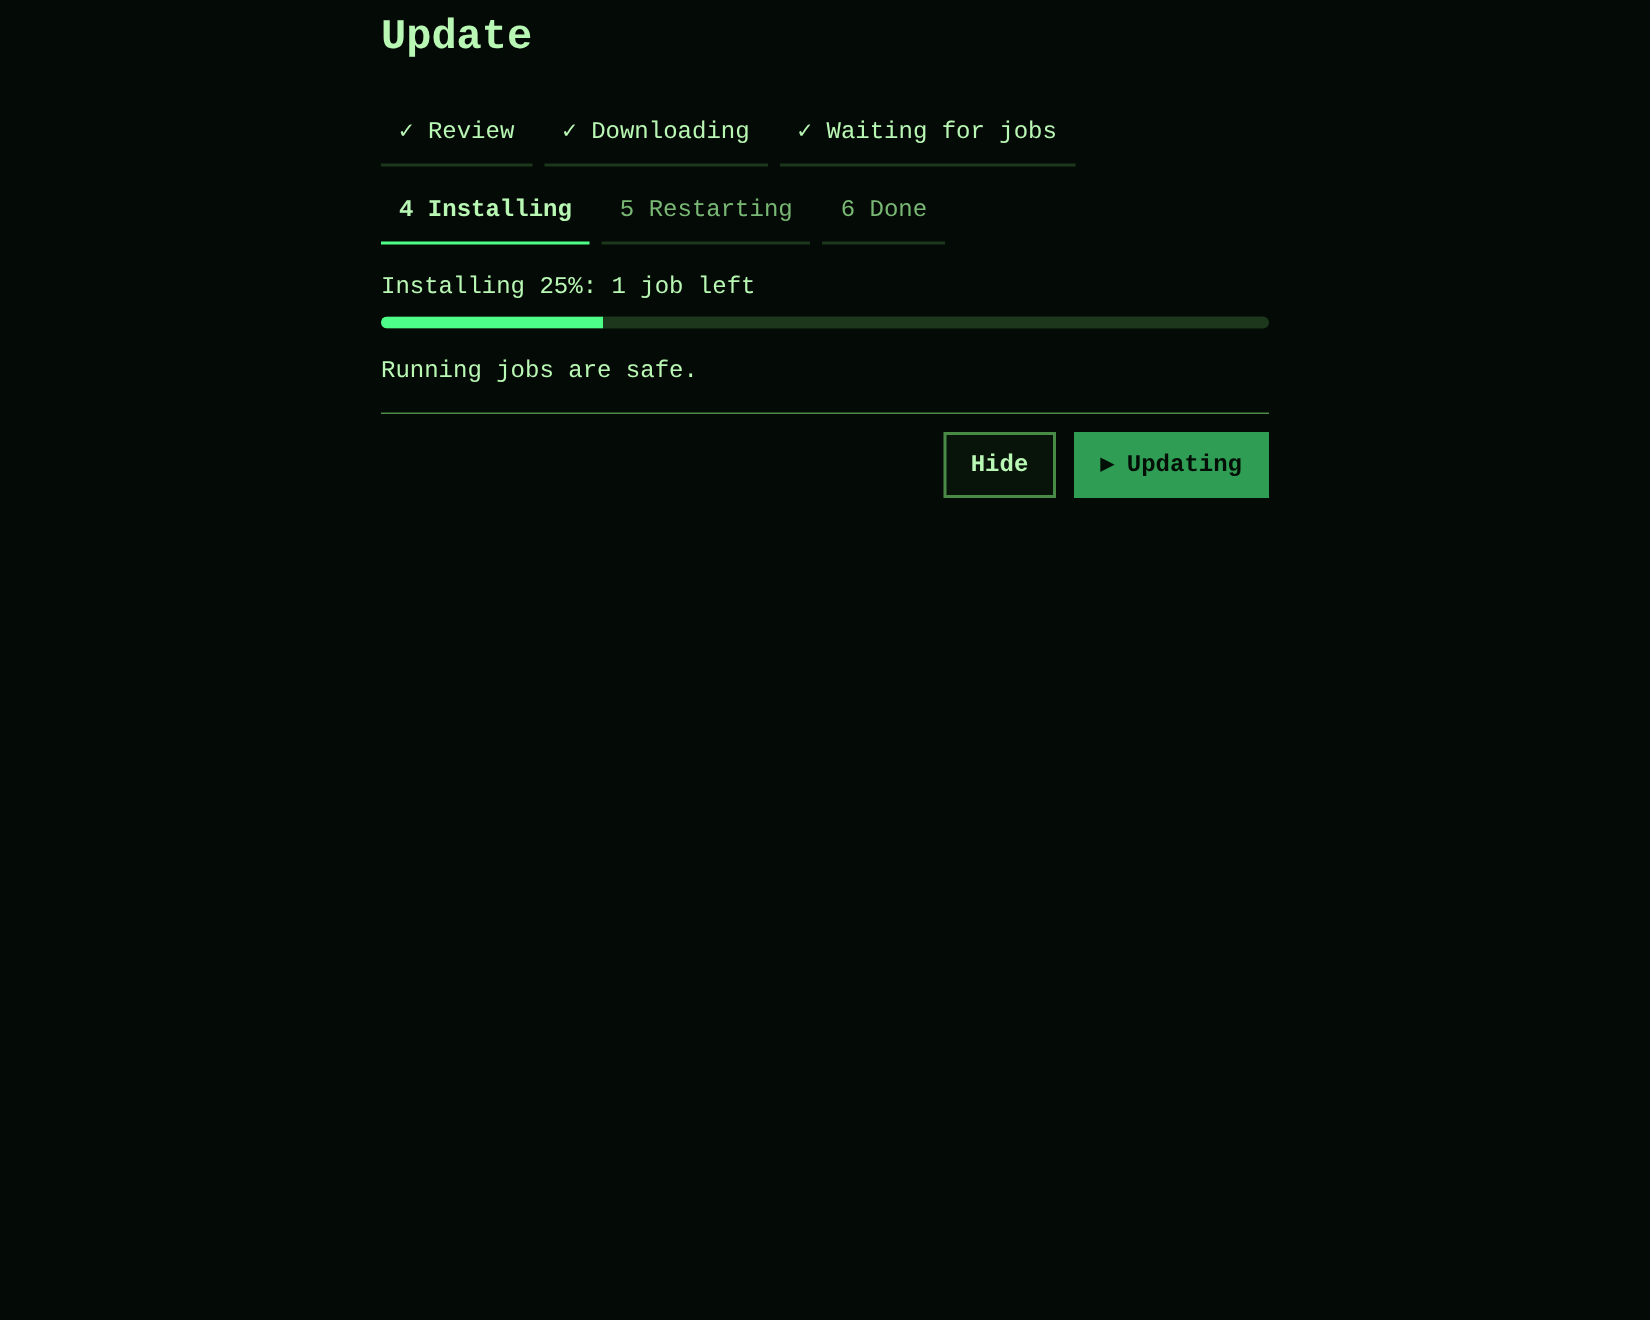 Update
✓ Review ✓ Downloading ✓ Waiting for jobs
4 Installing 5 Restarting 6 Done
Installing 25%: 1 job left
Running jobs are safe.
Hide ▶ Updating